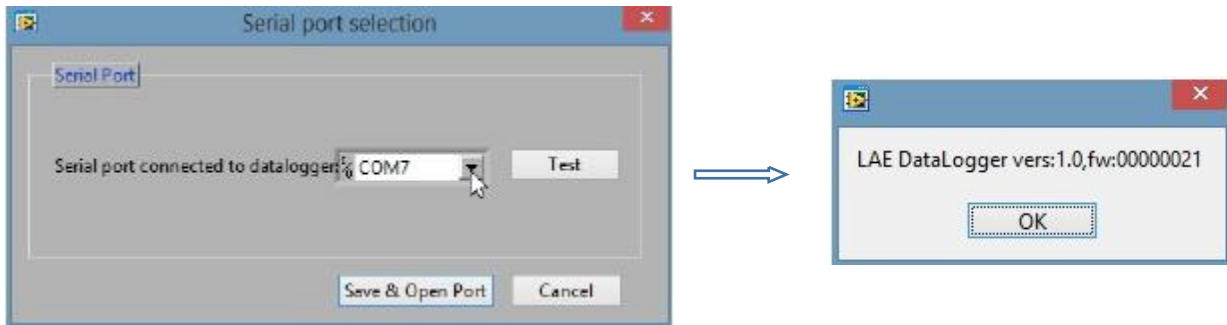 Serial port selection
Serial Port
Serial port connected to datalogger
COM7
Test
Save & Open Port
Cancel
LAE DataLogger vers:1.0,fw:00000021
OK